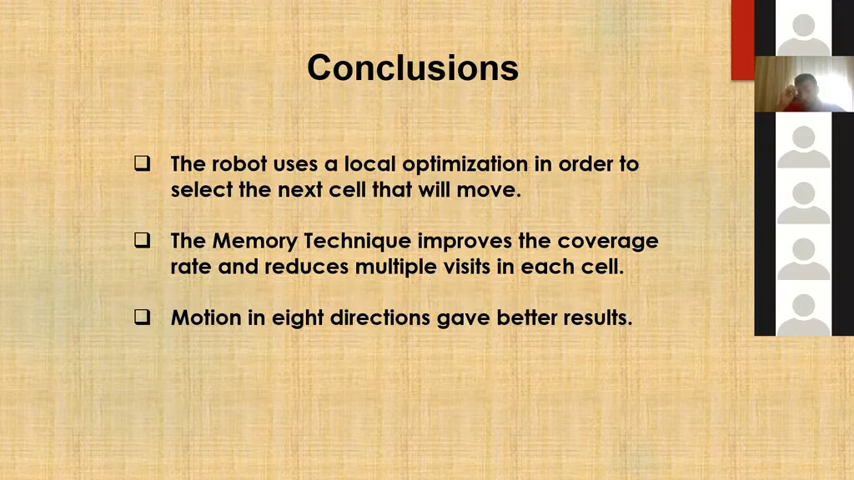 Conclusions
The robot uses a local optimization in order to
select the next cell that will move.
The Memory Technique improves the coverage
rate and reduces multiple visits in each cell.
Motion in eight directions gave better results.